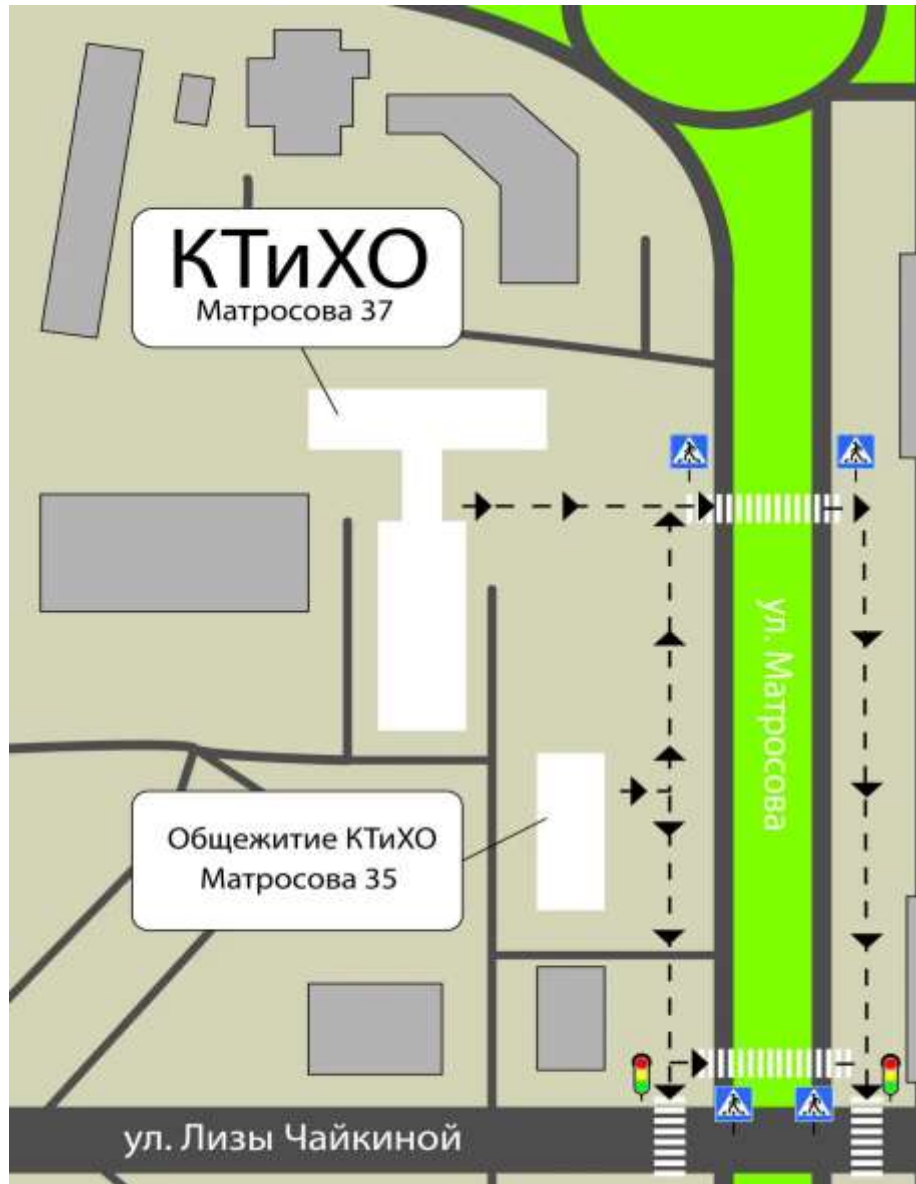 КТиХО
Матросова 37
ул. Матросова
Общежитие КТиХО
Матросова 35
ул. Лизы Чайкиной